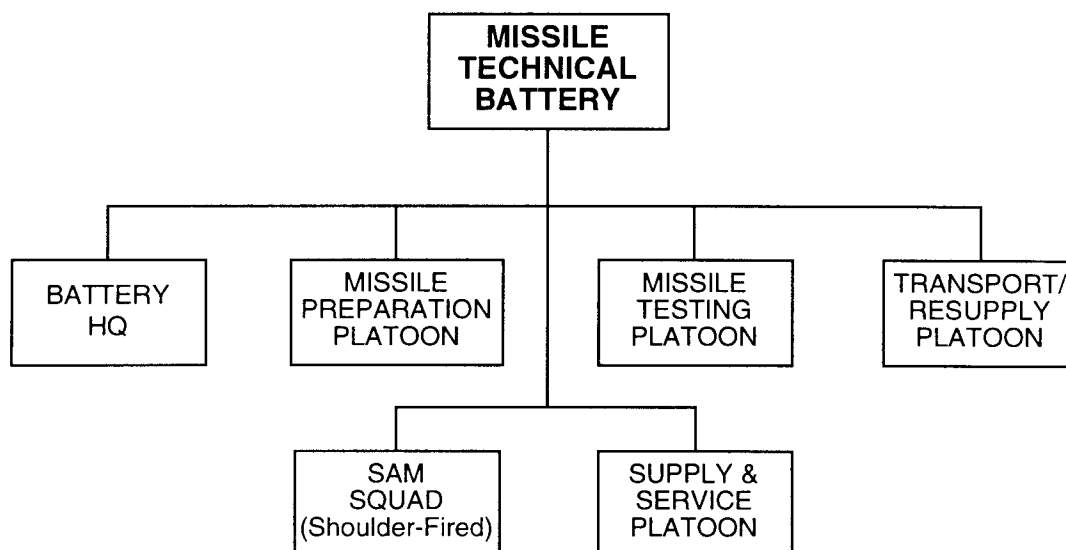 MISSILE
TECHNICAL
BATTERY
BATTERY
HQ
MISSILE
PREPARATION
PLATOON
MISSILE
TESTING
PLATOON
TRANSPORT/
RESUPPLY
PLATOON
SAM
SQUAD
(Shoulder-Fired)
SUPPLY &
SERVICE
PLATOON